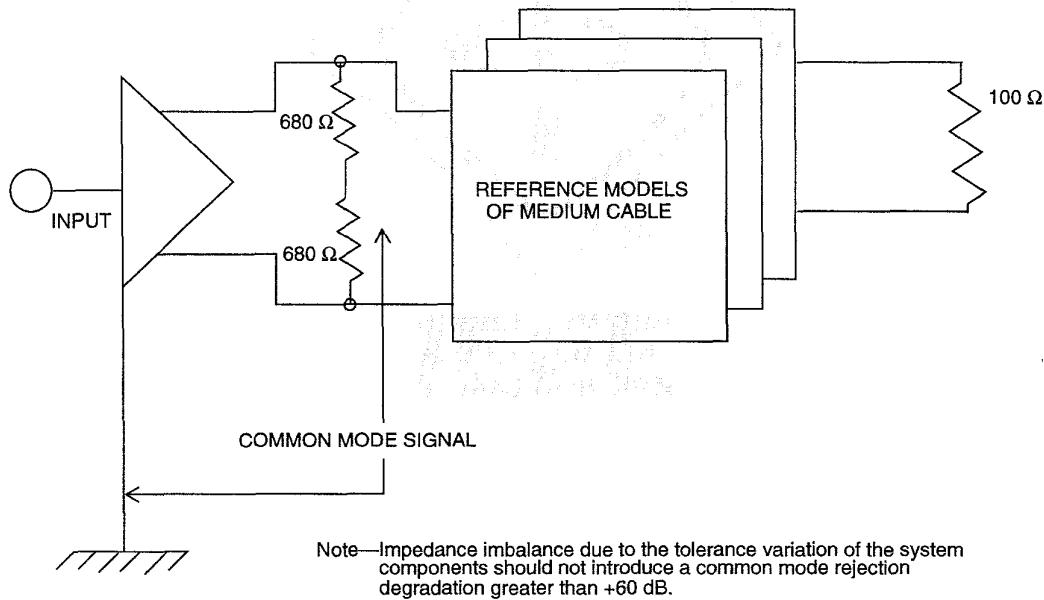 680 Ω
100 Ω
REFERENCE MODELS
OF MEDIUM CABLE
INPUT
680 Ω
COMMON MODE SIGNAL
Note—Impedance imbalance due to the tolerance variation of the system
components should not introduce a common mode rejection
degradation greater than +60 dB.